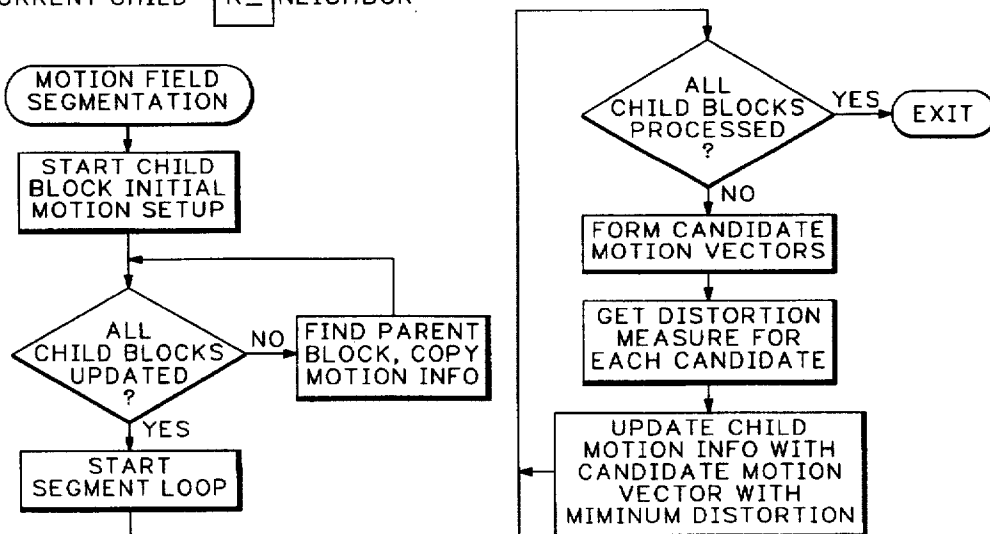 CURRENT CHILD
NEIGHBOR
MOTION FIELD
SEGMENTATION
START CHILD
BLOCK INITIAL
MOTION SETUP
ALL
CHILD BLOCKS
UPDATED
?
NO
FIND PARENT
BLOCK, COPY
MOTION INFO
YES
START
SEGMENT LOOP
ALL
CHILD BLOCKS
PROCESSED
?
YES
EXIT
NO
FORM CANDIDATE
MOTION VECTORS
GET DISTORTION
MEASURE FOR
EACH CANDIDATE
UPDATE CHILD
MOTION INFO WITH
CANDIDATE MOTION
VECTOR WITH
MIMINUM DISTORTION